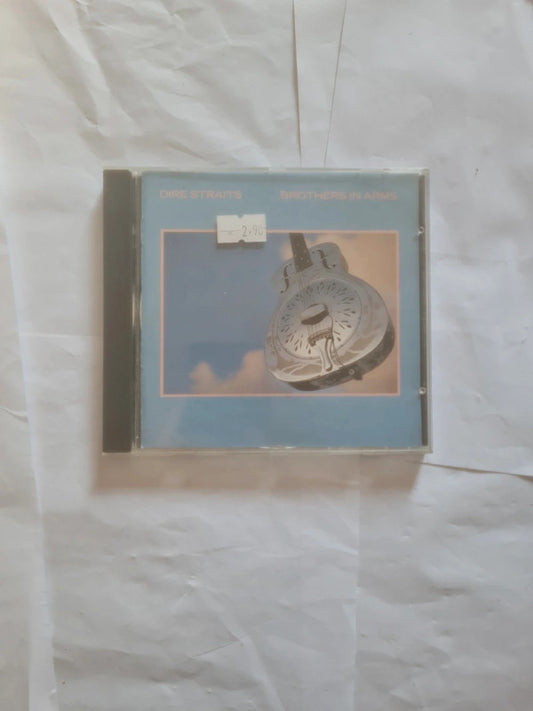 DIRE STRAITS BROTHERS IN ARMS
2.90